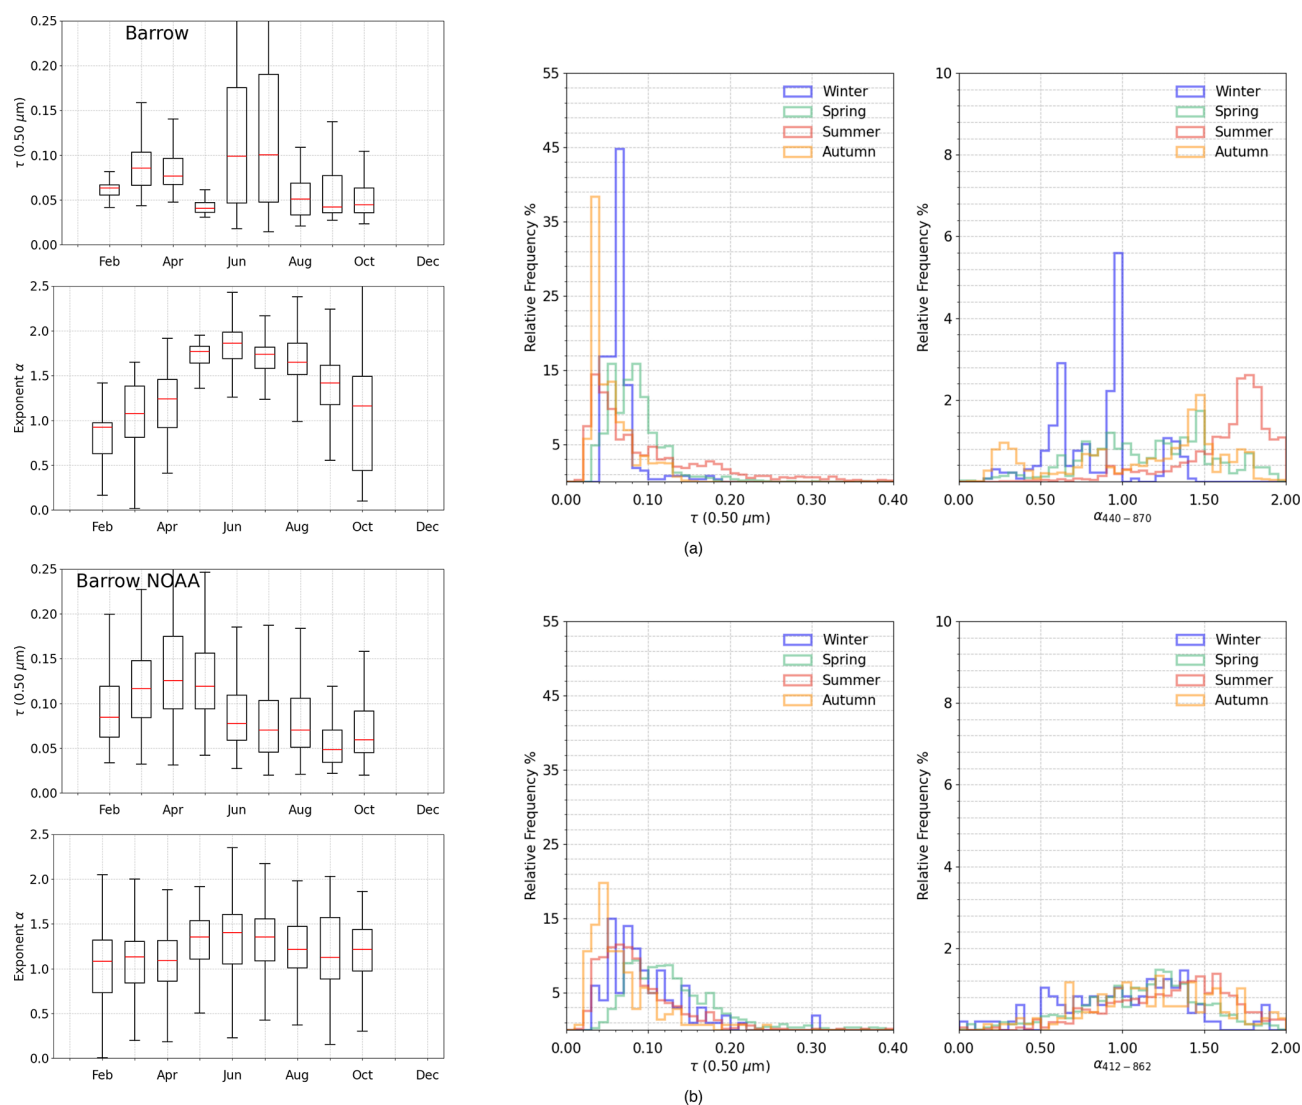 Barrow
τ (0.50 μm)
0.25
0.20
0.15
0.10
0.05
0.00
Feb Apr Jun Aug Oct Dec
Exponent α
2.5
2.0
1.5
1.0
0.5
0.0
Feb Apr Jun Aug Oct Dec
Relative Frequency %
55
45
35
25
15
5
Winter
Spring
Summer
Autumn
0.00 0.10 0.20 0.30 0.40
τ (0.50 μm)
Relative Frequency %
10
8
6
4
2
Winter
Spring
Summer
Autumn
0.00 0.50 1.00 1.50 2.00
α440 − 870
(a)
Barrow NOAA
τ (0.50 μm)
0.25
0.20
0.15
0.10
0.05
0.00
Feb Apr Jun Aug Oct Dec
Exponent α
2.5
2.0
1.5
1.0
0.5
0.0
Feb Apr Jun Aug Oct Dec
Relative Frequency %
55
45
35
25
15
5
Winter
Spring
Summer
Autumn
0.00 0.10 0.20 0.30 0.40
τ (0.50 μm)
Relative Frequency %
10
8
6
4
2
Winter
Spring
Summer
Autumn
0.00 0.50 1.00 1.50 2.00
α412 − 862
(b)